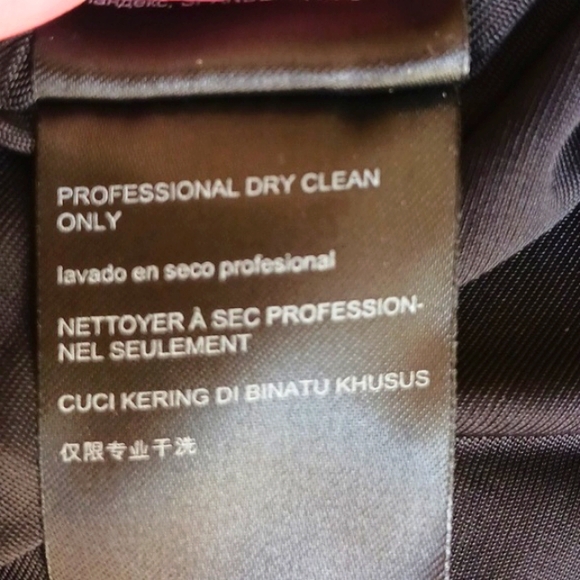 PROFESSIONAL DRY CLEAN
ONLY
lavado en seco profesional
NETTOYER À SEC PROFESSION-
NEL SEULEMENT
CUCI KERING DI BINATU KHUSUS
仅限专业干洗